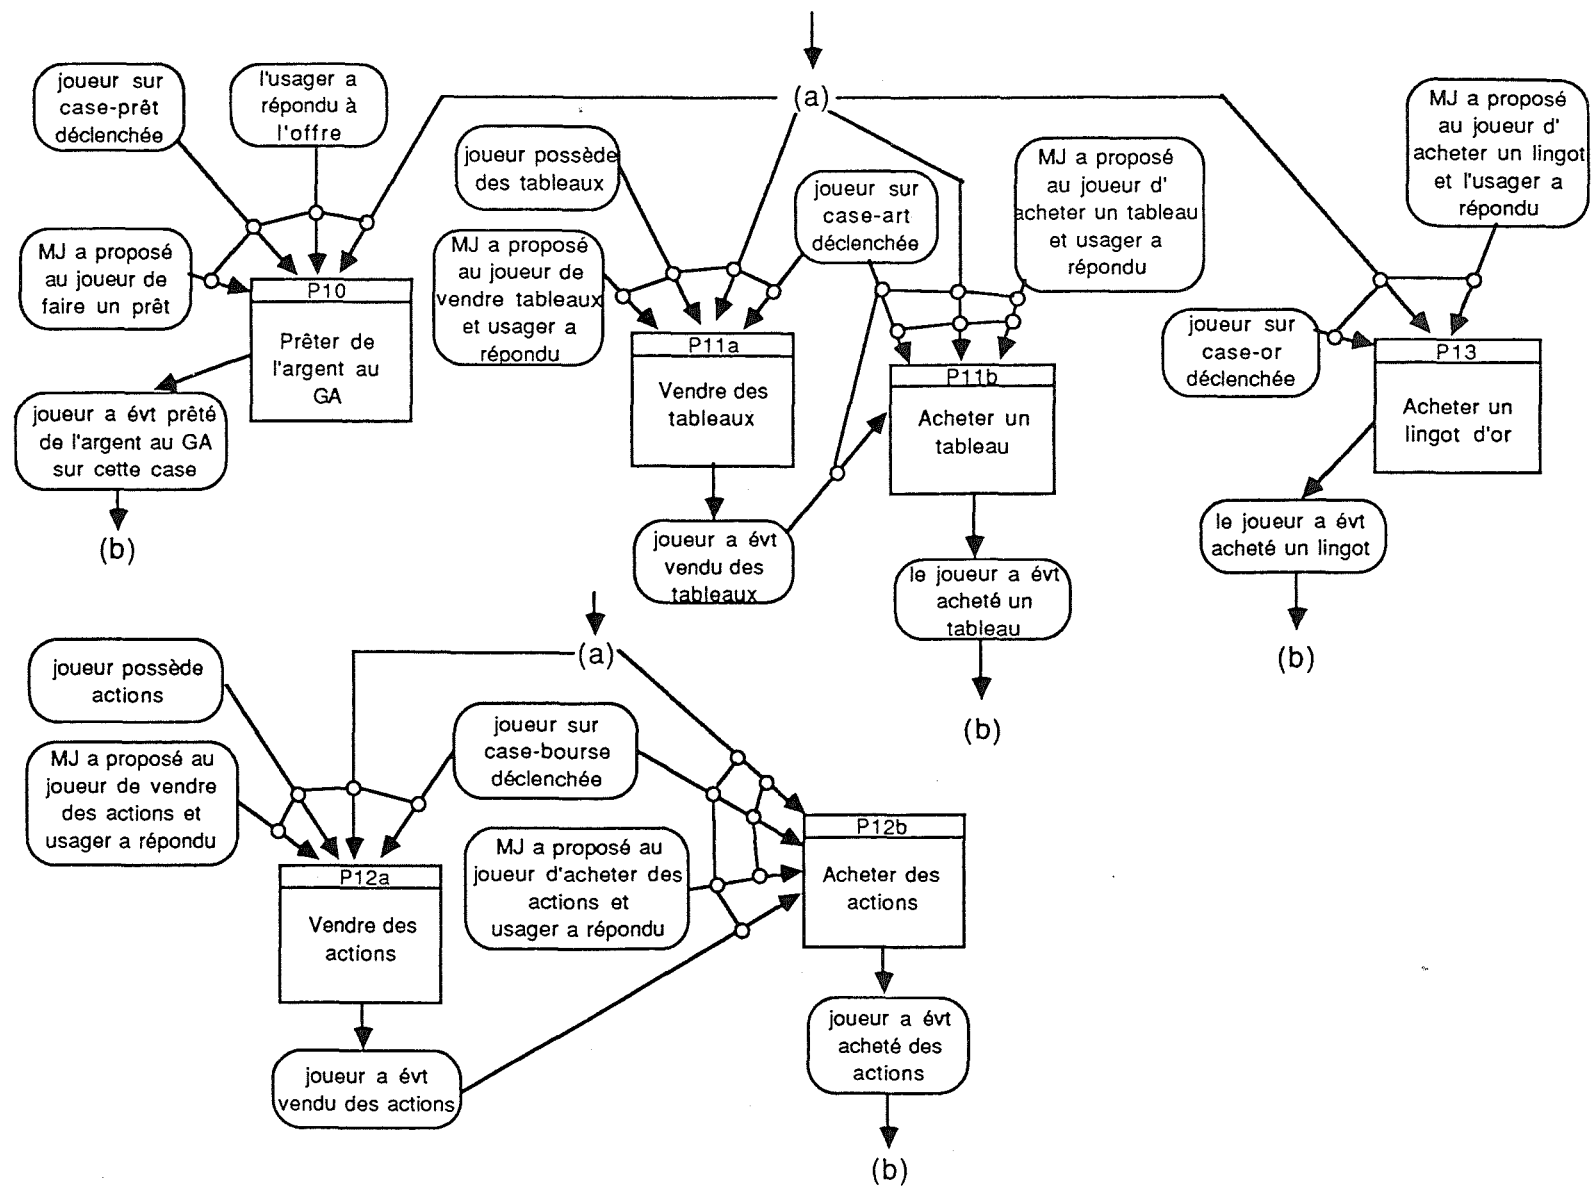 joueur sur
case-prêt
déclenchée
l'usager a
répondu à
l'offre
(a)
MJ a proposé
au joueur d'
acheter un lingot
et l'usager a
répondu
joueur possède
des tableaux
joueur sur
case-art
déclenchée
MJ a proposé
au joueur d'
acheter un tableau
et usager a
répondu
MJ a proposé
au joueur de
faire un prêt
MJ a proposé
au joueur de
vendre tableaux
et usager a
répondu
P10
Prêter de
l'argent au
GA
P11a
Vendre des
tableaux
P11b
Acheter un
tableau
joueur sur
case-or
déclenchée
P13
Acheter un
lingot d'or
joueur a évt prêté
de l'argent au GA
sur cette case
(b)
joueur a évt
vendu des
tableaux
le joueur a évt
acheté un
tableau
(b)
le joueur a évt
acheté un lingot
(b)
(a)
joueur possède
actions
MJ a proposé au
joueur de vendre
des actions et
usager a répondu
joueur sur
case-bourse
déclenchée
MJ a proposé au
joueur d'acheter des
actions et
usager a répondu
P12a
Vendre des
actions
P12b
Acheter des
actions
joueur a évt
vendu des actions
joueur a évt
acheté des
actions
(b)